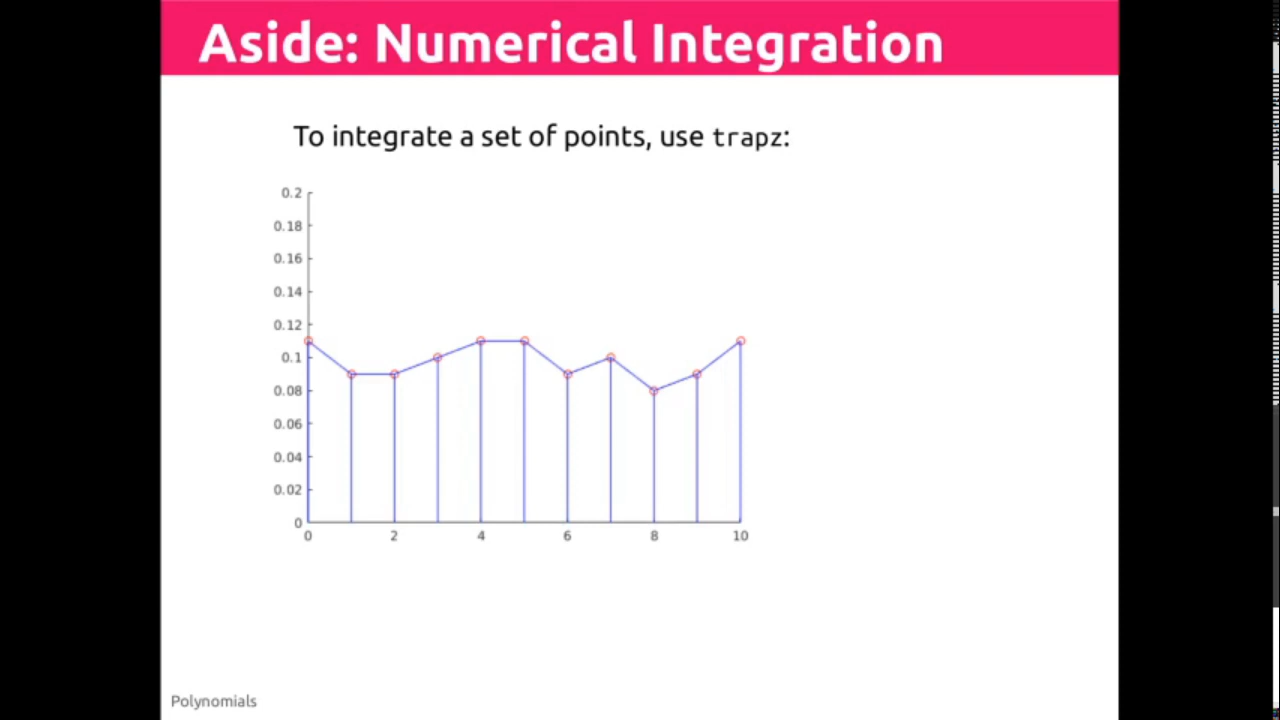 Aside: Numerical Integration
To integrate a set of points, use trapz:
0.2
0.18
0.16
0.14
0.12
0.1
0.08
0.06
0.04
0.02
0
0 2 4 6 8 10
Polynomials